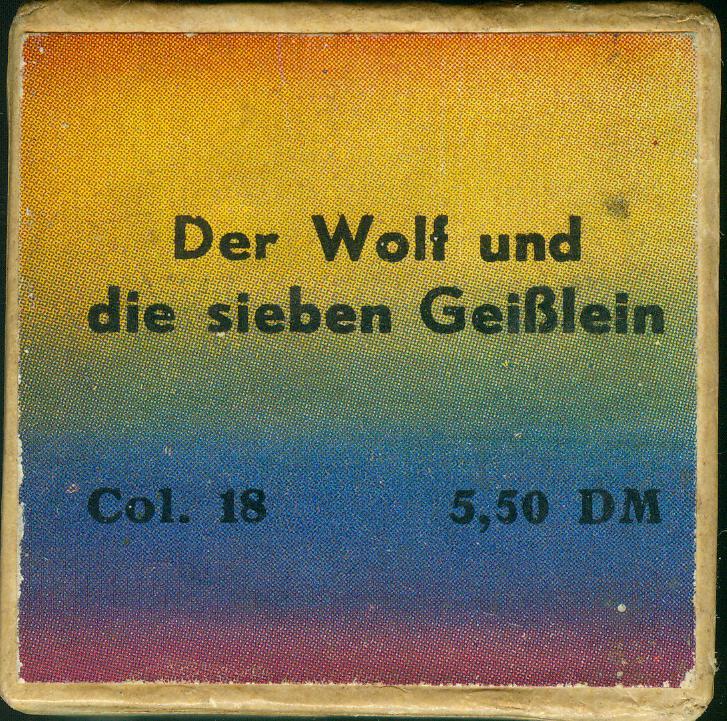 Der Wolf und
die sieben Geißlein
Col. 18 5,50 DM